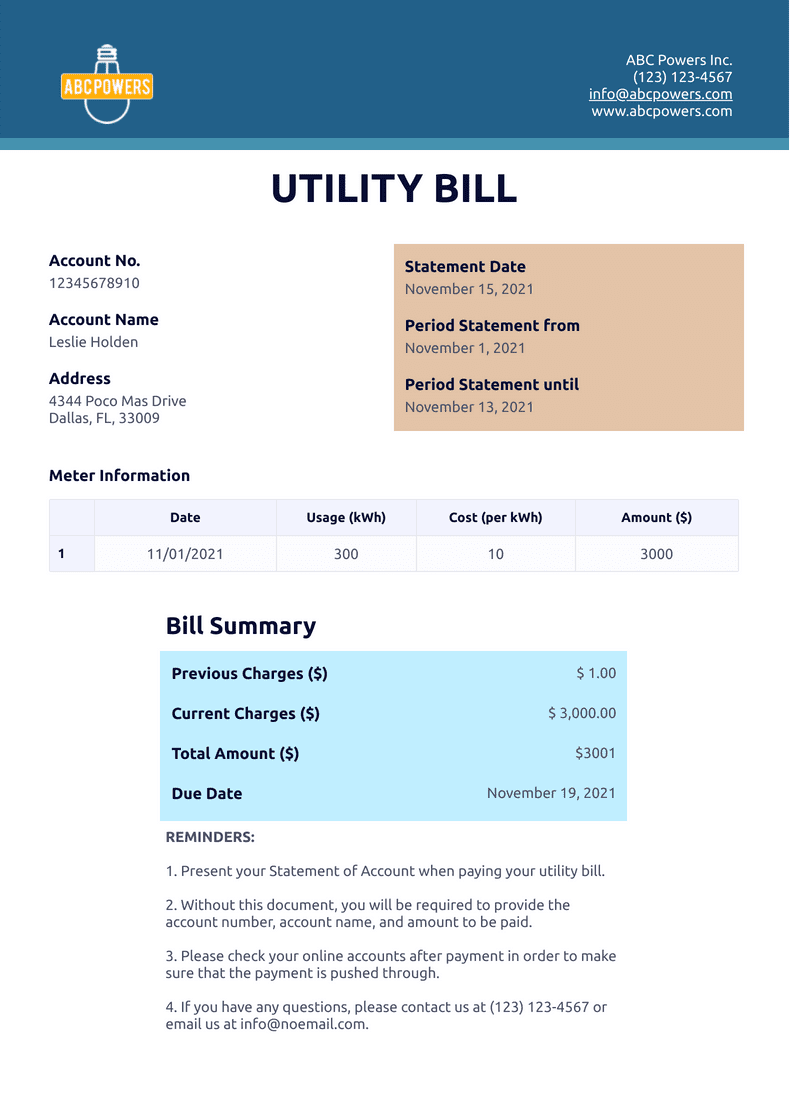 ABCPOWERS
ABC Powers Inc.
(123) 123-4567
info@abcpowers.com
www.abcpowers.com
UTILITY BILL
Account No.
12345678910
Account Name
Leslie Holden
Address
4344 Poco Mas Drive
Dallas, FL, 33009
Statement Date
November 15, 2021
Period Statement from
November 1, 2021
Period Statement until
November 13, 2021
Meter Information
Date Usage (kWh) Cost (per kWh) Amount ($)
1 11/01/2021 300 10 3000
Bill Summary
Previous Charges ($) $ 1.00
Current Charges ($) $ 3,000.00
Total Amount ($) $3001
Due Date November 19, 2021
REMINDERS:
1. Present your Statement of Account when paying your utility bill.
2. Without this document, you will be required to provide the
account number, account name, and amount to be paid.
3. Please check your online accounts after payment in order to make
sure that the payment is pushed through.
4. If you have any questions, please contact us at (123) 123-4567 or
email us at info@noemail.com.